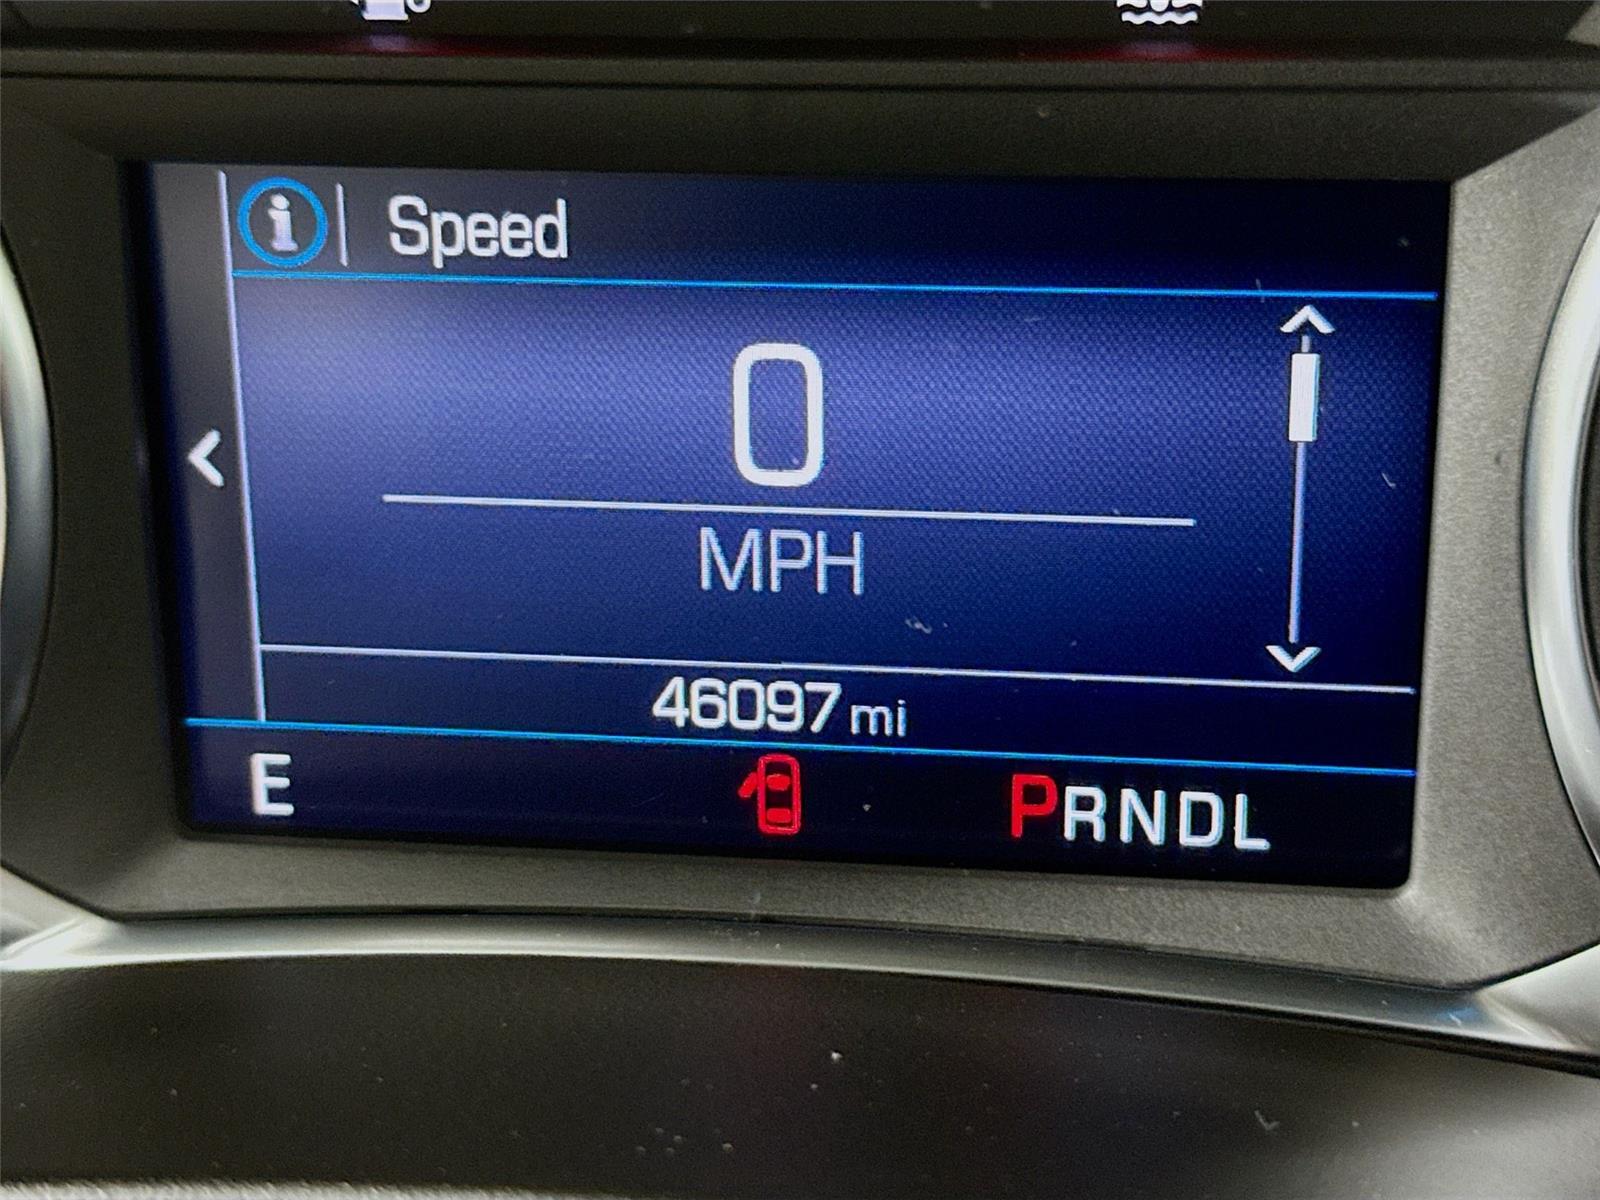 i Speed
0
MPH
46097 mi
E PRNDL